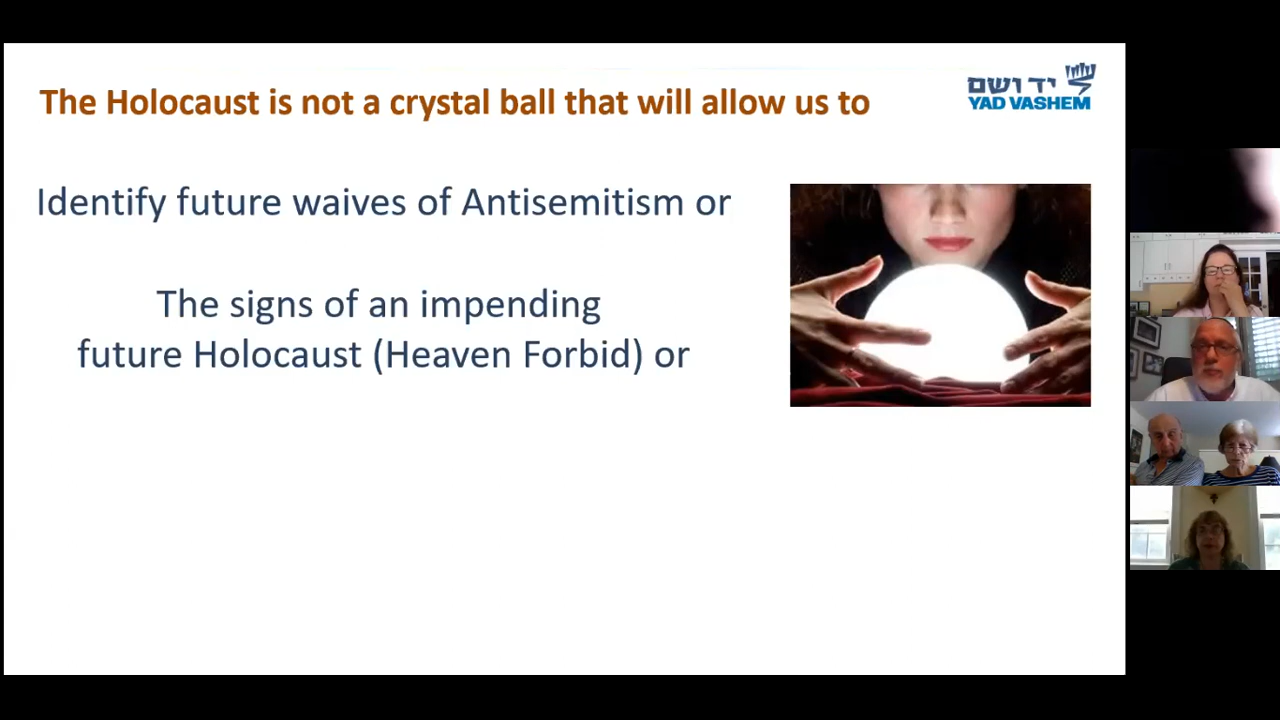 The Holocaust is not a crystal ball that will allow us to
יד ושם
YAD VASHEM
Identify future waives of Antisemitism or
The signs of an impending
future Holocaust (Heaven Forbid) or